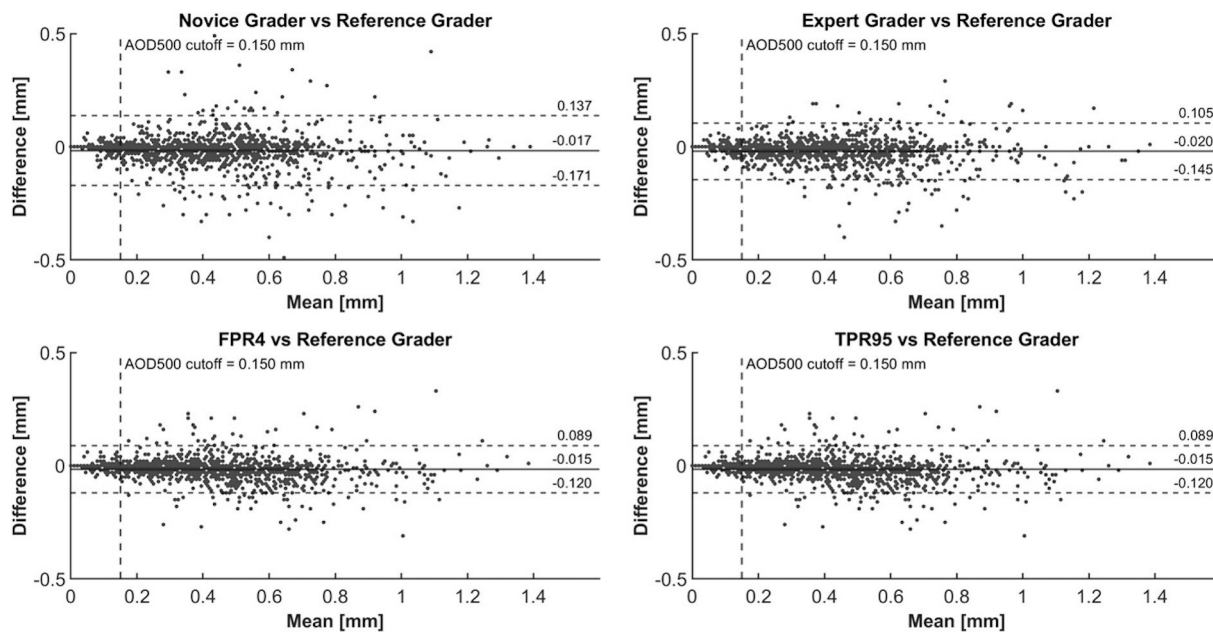 Novice Grader vs Reference Grader
0.5
AOD500 cutoff = 0.150 mm
0.137
0
-0.017
-0.171
-0.5
Difference [mm]
0 0.2 0.4 0.6 0.8 1 1.2 1.4
Mean [mm]
Expert Grader vs Reference Grader
0.5
AOD500 cutoff = 0.150 mm
0.105
0
-0.020
-0.145
-0.5
Difference [mm]
0 0.2 0.4 0.6 0.8 1 1.2 1.4
Mean [mm]
FPR4 vs Reference Grader
0.5
AOD500 cutoff = 0.150 mm
0.089
0
-0.015
-0.120
-0.5
Difference [mm]
0 0.2 0.4 0.6 0.8 1 1.2 1.4
Mean [mm]
TPR95 vs Reference Grader
0.5
AOD500 cutoff = 0.150 mm
0.089
0
-0.015
-0.120
-0.5
Difference [mm]
0 0.2 0.4 0.6 0.8 1 1.2 1.4
Mean [mm]